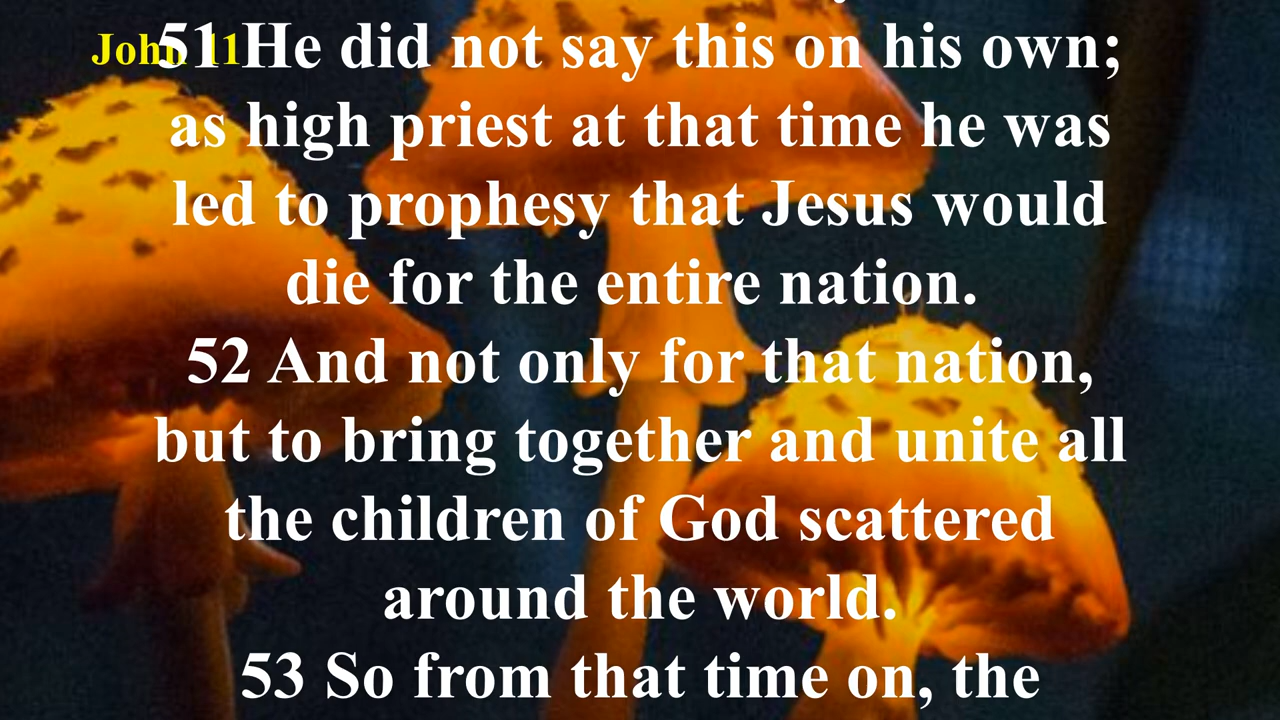 John 11
51 He did not say this on his own;
as high priest at that time he was
led to prophesy that Jesus would
die for the entire nation.
52 And not only for that nation,
but to bring together and unite all
the children of God scattered
around the world.
53 So from that time on, the